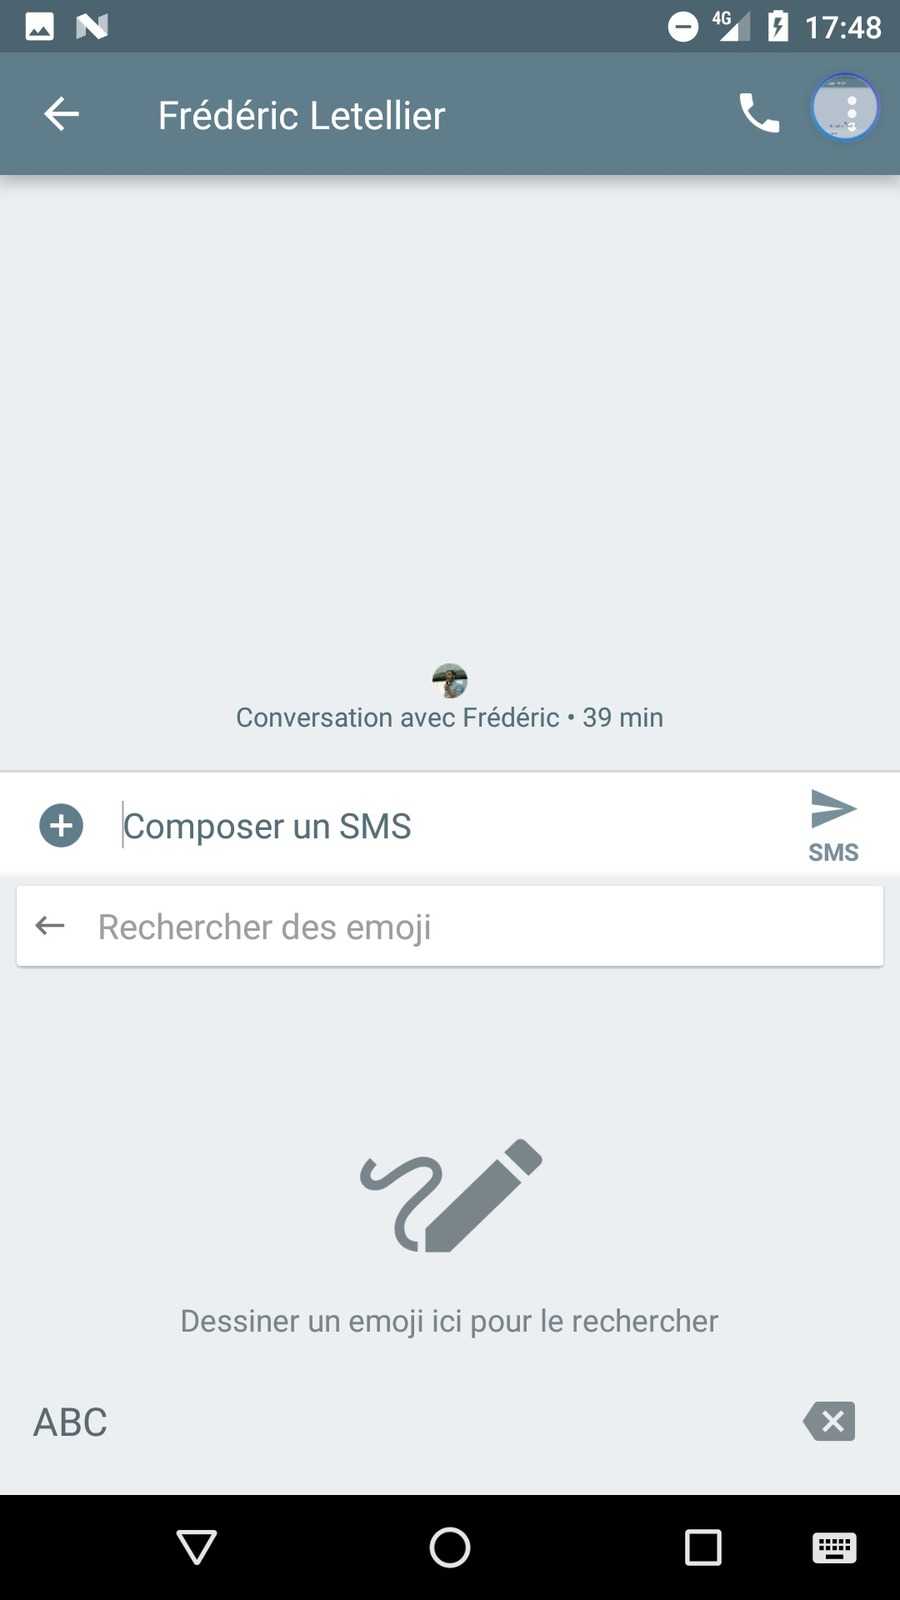 4G 17:48
Frédéric Letellier
Conversation avec Frédéric • 39 min
Composer un SMS
SMS
Rechercher des emoji
Dessiner un emoji ici pour le rechercher
ABC